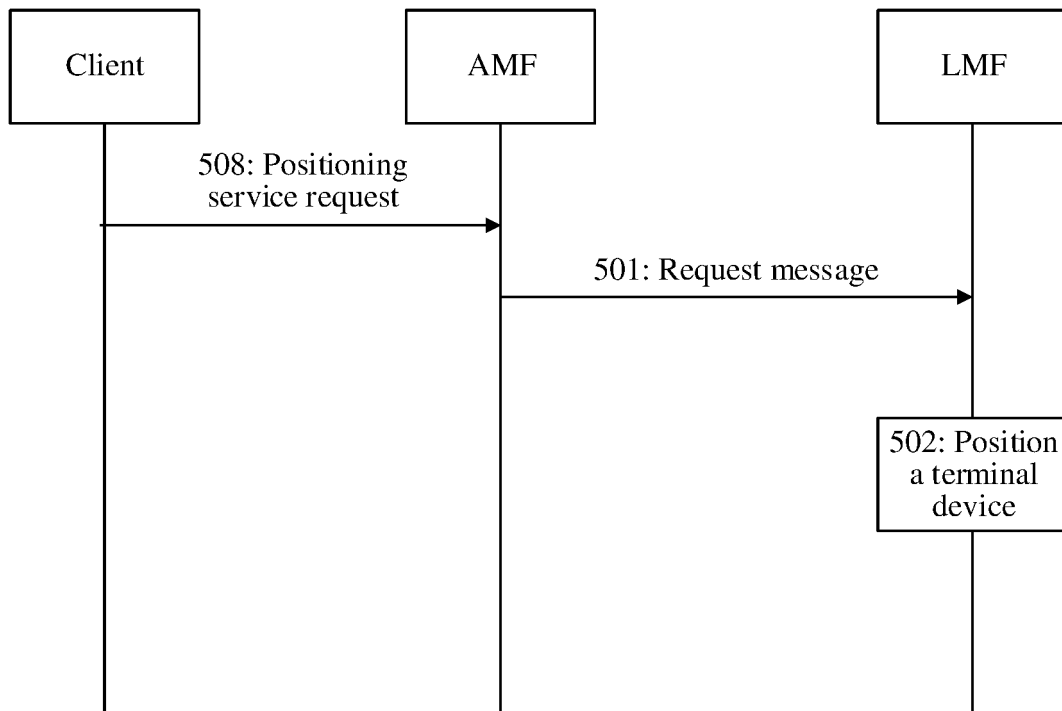 Client
AMF
LMF
508: Positioning
service request
501: Request message
502: Position
a terminal
device